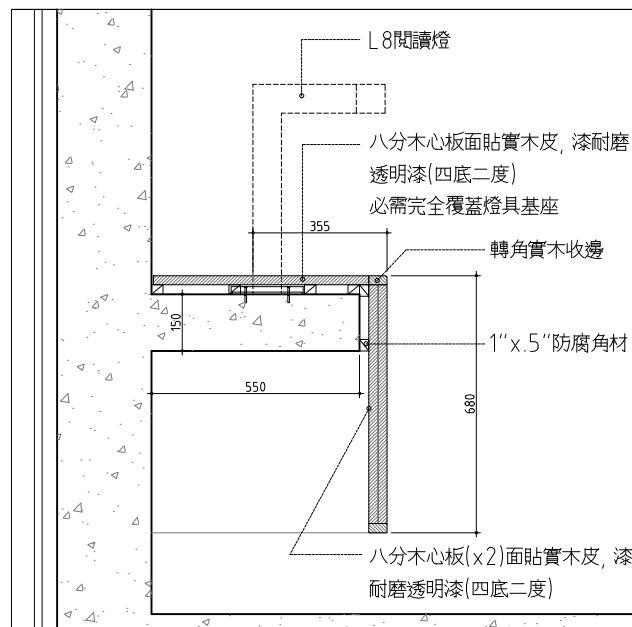 L8閱讀燈
八分木心板面貼實木皮, 漆耐磨
透明漆(四底二度)
必需完全覆蓋燈具基座
355
轉角實木收邊
150
1"x.5"防腐角材
550
680
八分木心板(x2)面貼實木皮, 漆
耐磨透明漆(四底二度)